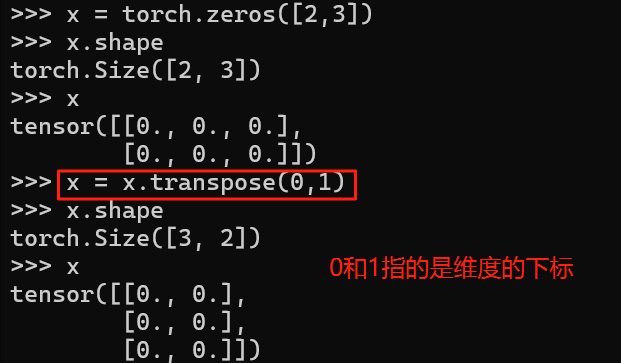 >>> x = torch.zeros([2,3])
>>> x.shape
torch.Size([2, 3])
>>> x
tensor([[0., 0., 0.],
        [0., 0., 0.]])
>>> x = x.transpose(0,1)
>>> x.shape
torch.Size([3, 2])
>>> x
0和1指的是维度的下标
tensor([[0., 0.],
        [0., 0.],
        [0., 0.]])